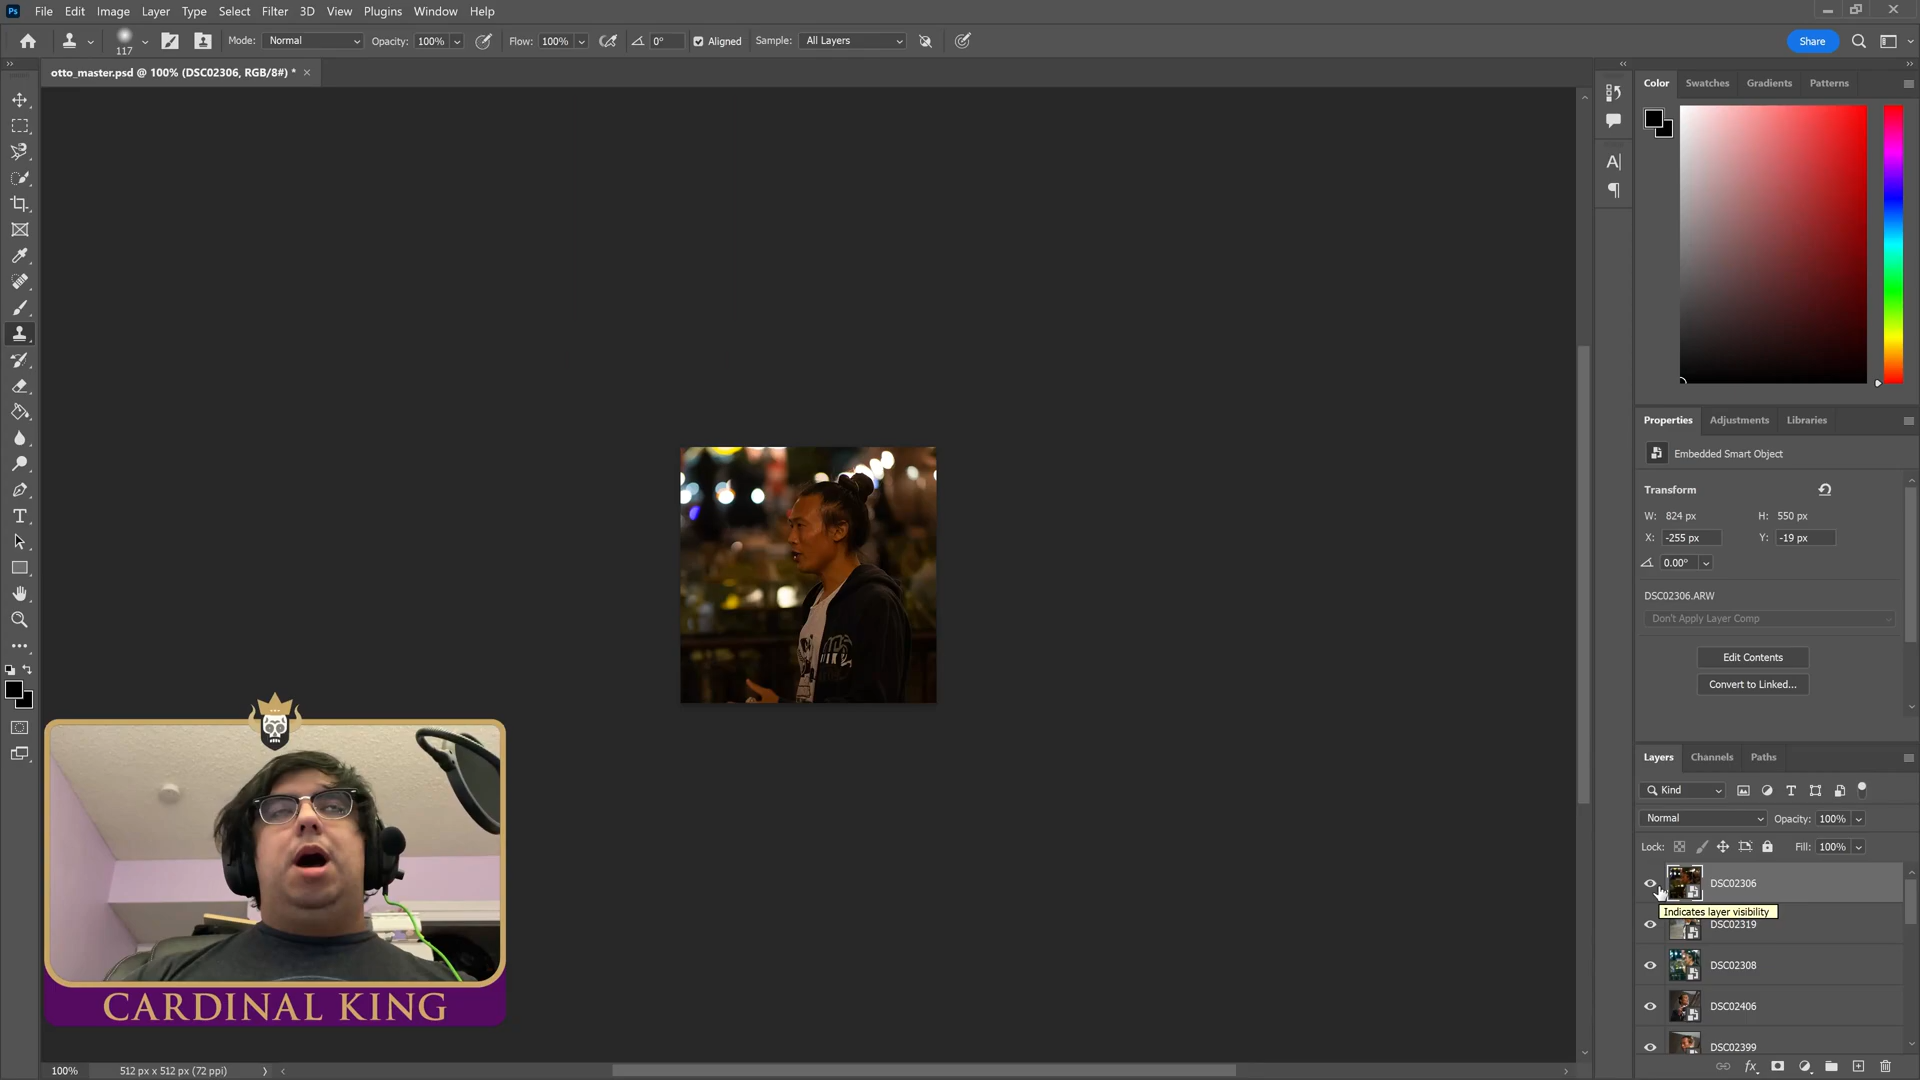 Ps File Edit Image Layer Type Select Filter 3D View Plugins Window Help
117 Mode: Normal Opacity: 100% Flow: 100% 0° Aligned Sample: All Layers Share
otto_master.psd @ 100% (DSC02306, RGB/8#) * ×
Color Swatches Gradients Patterns
Properties Adjustments Libraries
Embedded Smart Object
Transform
W: 824 px H: 550 px
X: -255 px Y: -19 px
0.00°
DSC02306.ARW
Don't Apply Layer Comp
Edit Contents
Convert to Linked...
Layers Channels Paths
Kind
Normal Opacity: 100%
Lock: Fill: 100%
DSC02306
Indicates layer visibility
DSC02319
DSC02308
DSC02406
DSC02399
CARDINAL KING
100% 512 px x 512 px (72 ppi)